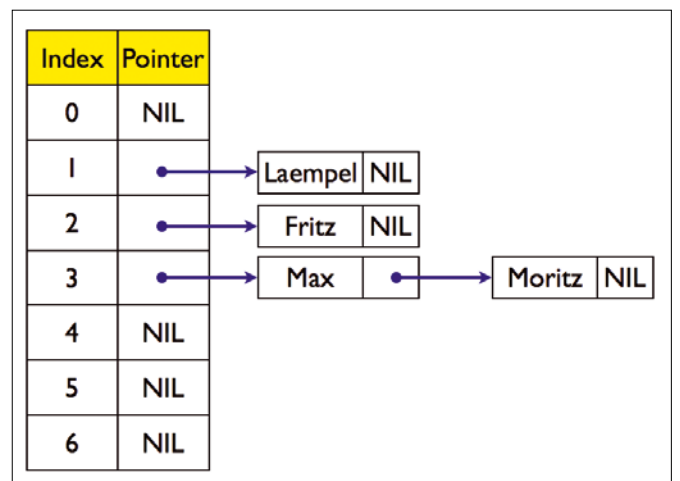 Index Pointer
0 NIL
1 Laempel NIL
2 Fritz NIL
3 Max Moritz NIL
4 NIL
5 NIL
6 NIL